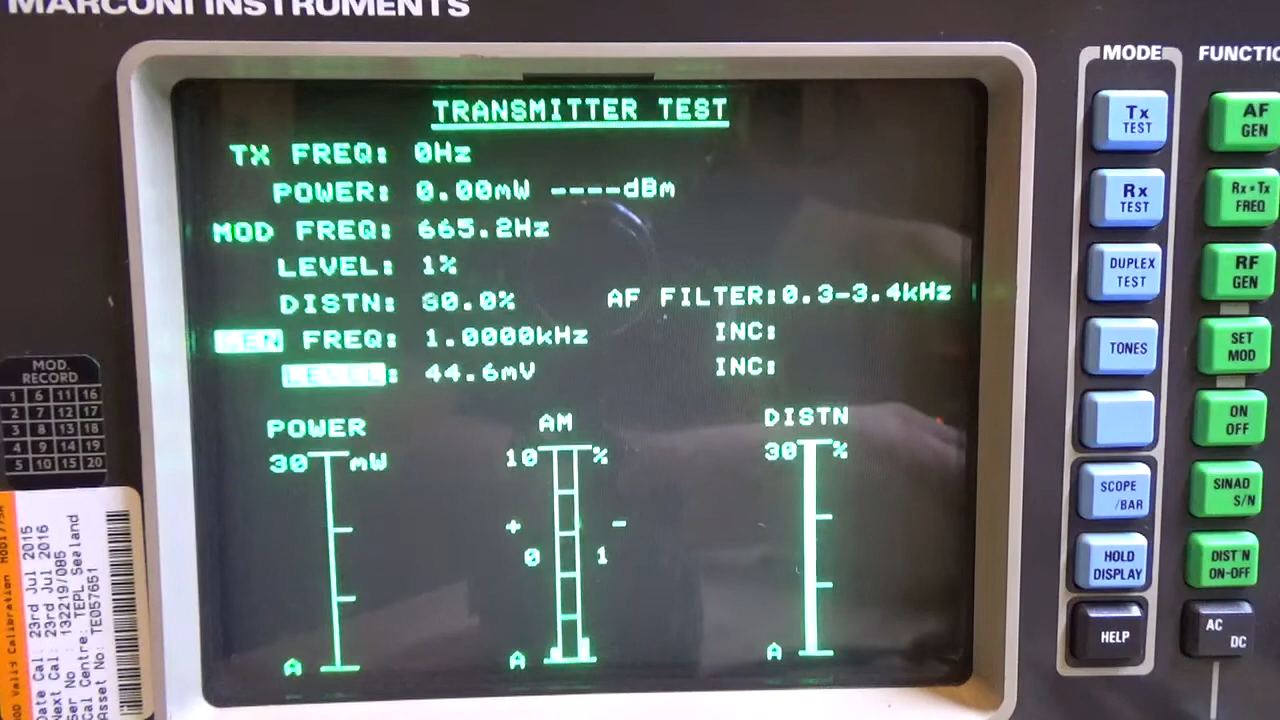 MARCONI INSTRUMENTS
TRANSMITTER TEST
TX FREQ: 0Hz
POWER: 0.00mW ----dBm
MOD FREQ: 665.2Hz
LEVEL: 1%
DISTN: 30.0% AF FILTER:0.3-3.4kHz
GEN FREQ: 1.0000kHz INC:
LEVEL: 44.6mV INC:
POWER AM DISTN
30 mW 10 % 30 %
+ -
0 1
A A A
MODE
Tx TEST
Rx TEST
DUPLEX TEST
TONES
SCOPE /BAR
HOLD DISPLAY
HELP
AF GEN
Rx=Tx FREQ
RF GEN
SET MOD
ON OFF
SINAD S/N
DIST'N ON-OFF
AC DC
MOD. RECORD
1 6 11 16
2 7 12 17
3 8 13 18
4 9 14 19
5 10 15 20
Valid Calibration
Date Cal: 23rd Jul 2015
Next Cal: 23rd Jul 2016
Ser No: 132219/085
Cal Centre: TEPL Sealand
Asset No: TE057651